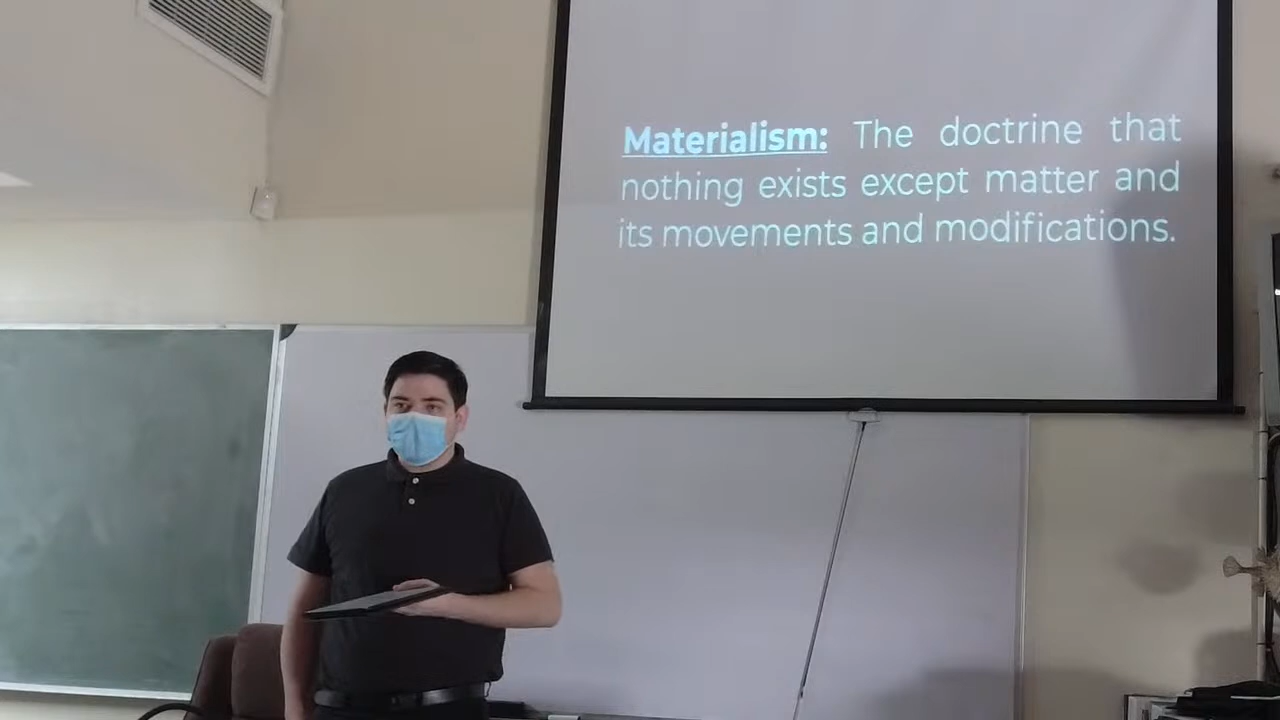 Materialism: The doctrine that
nothing exists except matter and
its movements and modifications.